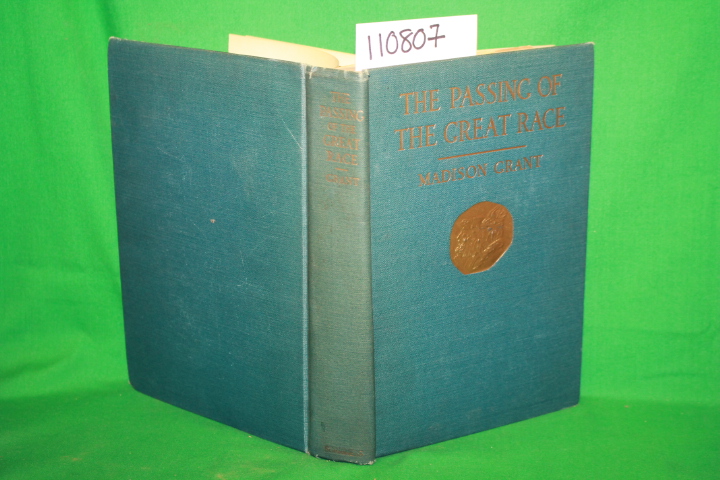 110807
THE
PASSING
OF THE
GREAT
RACE
GRANT
THE PASSING OF
THE GREAT RACE
MADISON GRANT